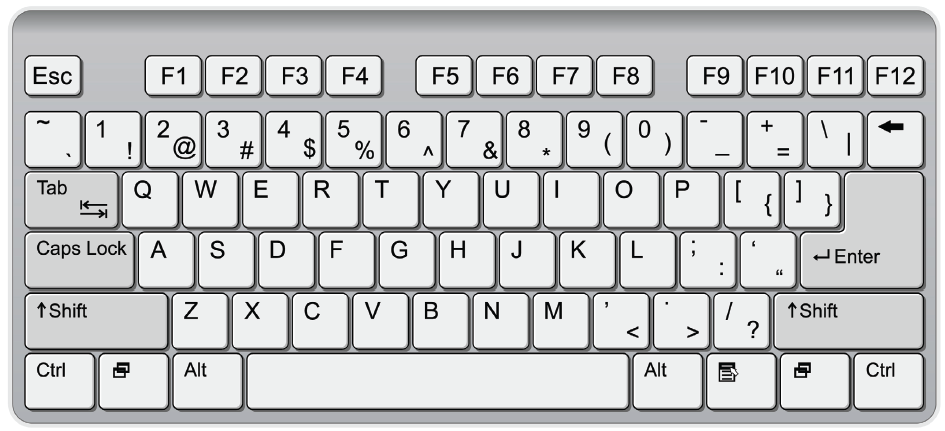 Esc F1 F2 F3 F4 F5 F6 F7 F8 F9 F10 F11 F12
~ ` 1 ! 2 @ 3 # 4 $ 5 % 6 ^ 7 & 8 * 9 ( 0 ) - _ + = \ |
Tab Q W E R T Y U I O P [ { ] }
Caps Lock A S D F G H J K L ; : ‘ “ Enter
Shift Z X C V B N M ’ < . > / ? Shift
Ctrl Alt Alt Ctrl